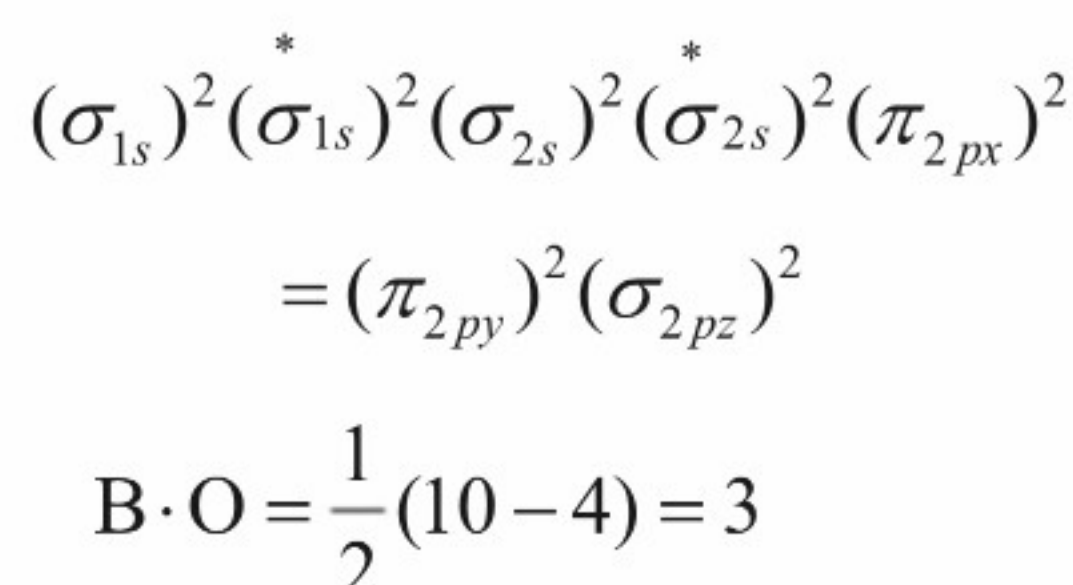 (σ₁ₛ)²(σ*₁ₛ)²(σ₂ₛ)²(σ*₂ₛ)²(π₂ₚₓ)²
=(π₂py)²(σ₂pz)²
B·O = 1/2 (10 – 4) = 3